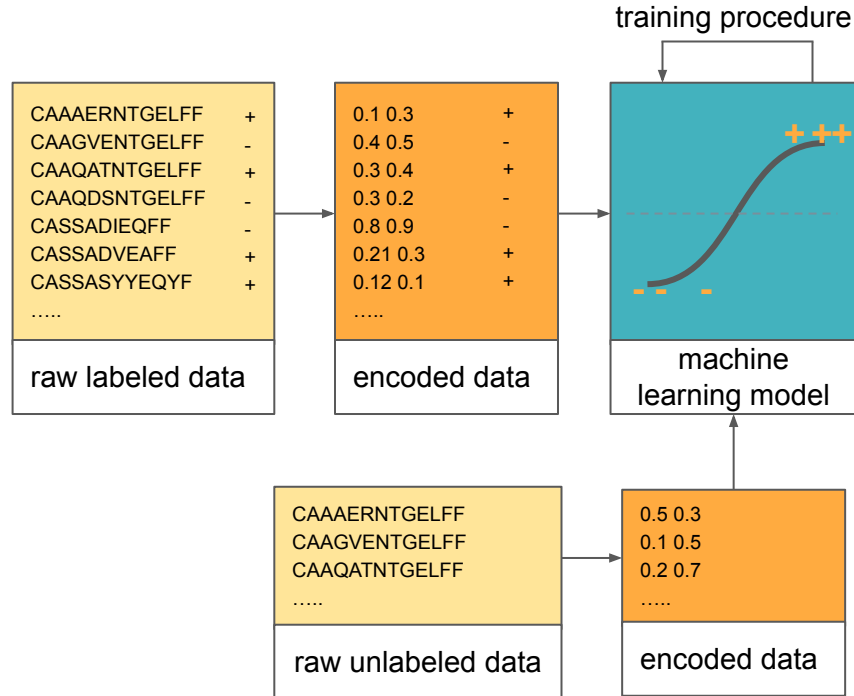 training procedure
CAAAERNTGELFF +
CAAGVENTGELFF -
CAAQATNTGELFF +
CAAQDSNTGELFF -
CASSADIEQFF -
CASSADVEAFF +
CASSASYYEQYF +
…..
raw labeled data
0.1 0.3 +
0.4 0.5 -
0.3 0.4 +
0.3 0.2 -
0.8 0.9 -
0.21 0.3 +
0.12 0.1 +
…..
encoded data
+ ++
- - -
machine
learning model
CAAAERNTGELFF
CAAGVENTGELFF
CAAQATNTGELFF
…..
raw unlabeled data
0.5 0.3
0.1 0.5
0.2 0.7
…..
encoded data